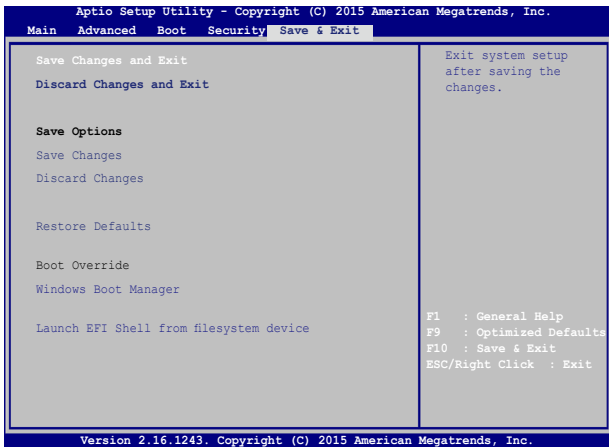 Aptio Setup Utility - Copyright (C) 2015 American Megatrends, Inc.
Main Advanced Boot Security Save & Exit
Save Changes and Exit
Discard Changes and Exit
Save Options
Save Changes
Discard Changes
Restore Defaults
Boot Override
Windows Boot Manager
Launch EFI Shell from filesystem device
Exit system setup
after saving the
changes.
F1 : General Help
F9 : Optimized Defaults
F10 : Save & Exit
ESC/Right Click : Exit
Version 2.16.1243. Copyright (C) 2015 American Megatrends, Inc.